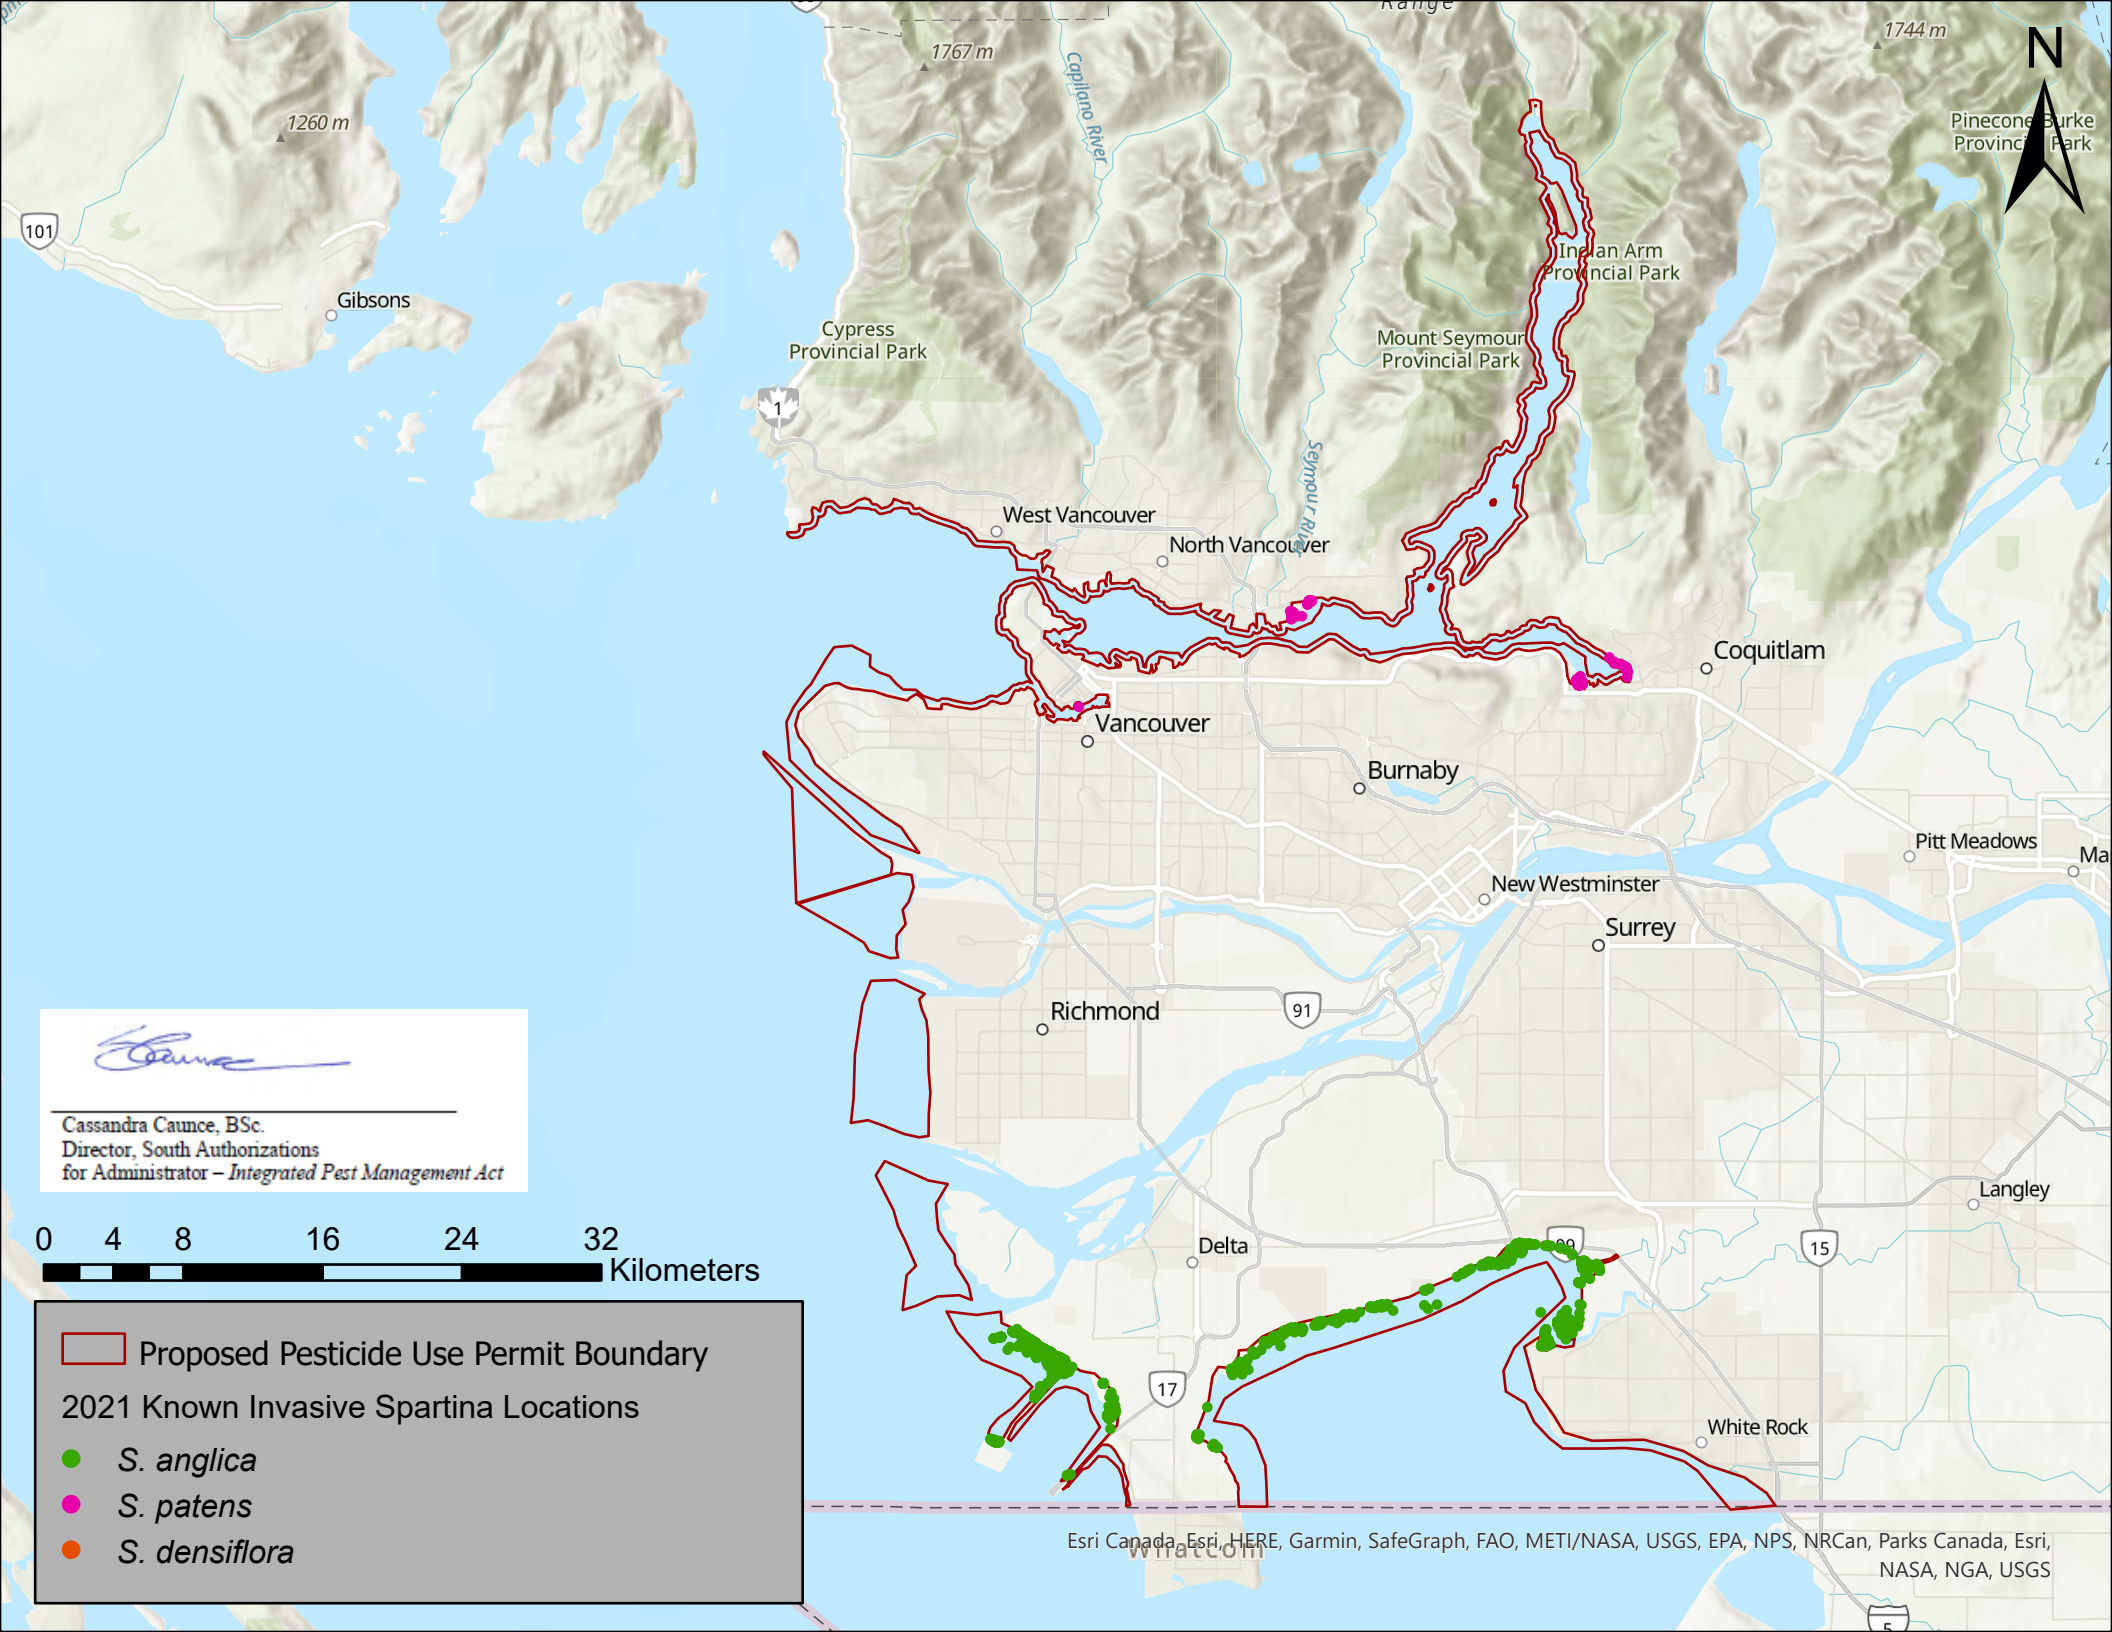 Range
1767 m
1744 m
N
Capilano River
1260 m
Pinecone Burke
Provincial Park
101
Gibsons
Indian Arm
Provincial Park
Cypress
Provincial Park
Mount Seymour
Provincial Park
1
Seymour River
West Vancouver
North Vancouver
Coquitlam
Vancouver
Burnaby
Pitt Meadows
Ma
New Westminster
Surrey
Richmond
91
Cassandra Caunce, BSc.
Director, South Authorizations
for Administrator – Integrated Pest Management Act
Langley
0 4 8 16 24 32
Kilometers
Delta
99
15
17
White Rock
Proposed Pesticide Use Permit Boundary
2021 Known Invasive Spartina Locations
S. anglica
S. patens
S. densiflora
Whatcom
Esri Canada, Esri, HERE, Garmin, SafeGraph, FAO, METI/NASA, USGS, EPA, NPS, NRCan, Parks Canada, Esri,
NASA, NGA, USGS
5